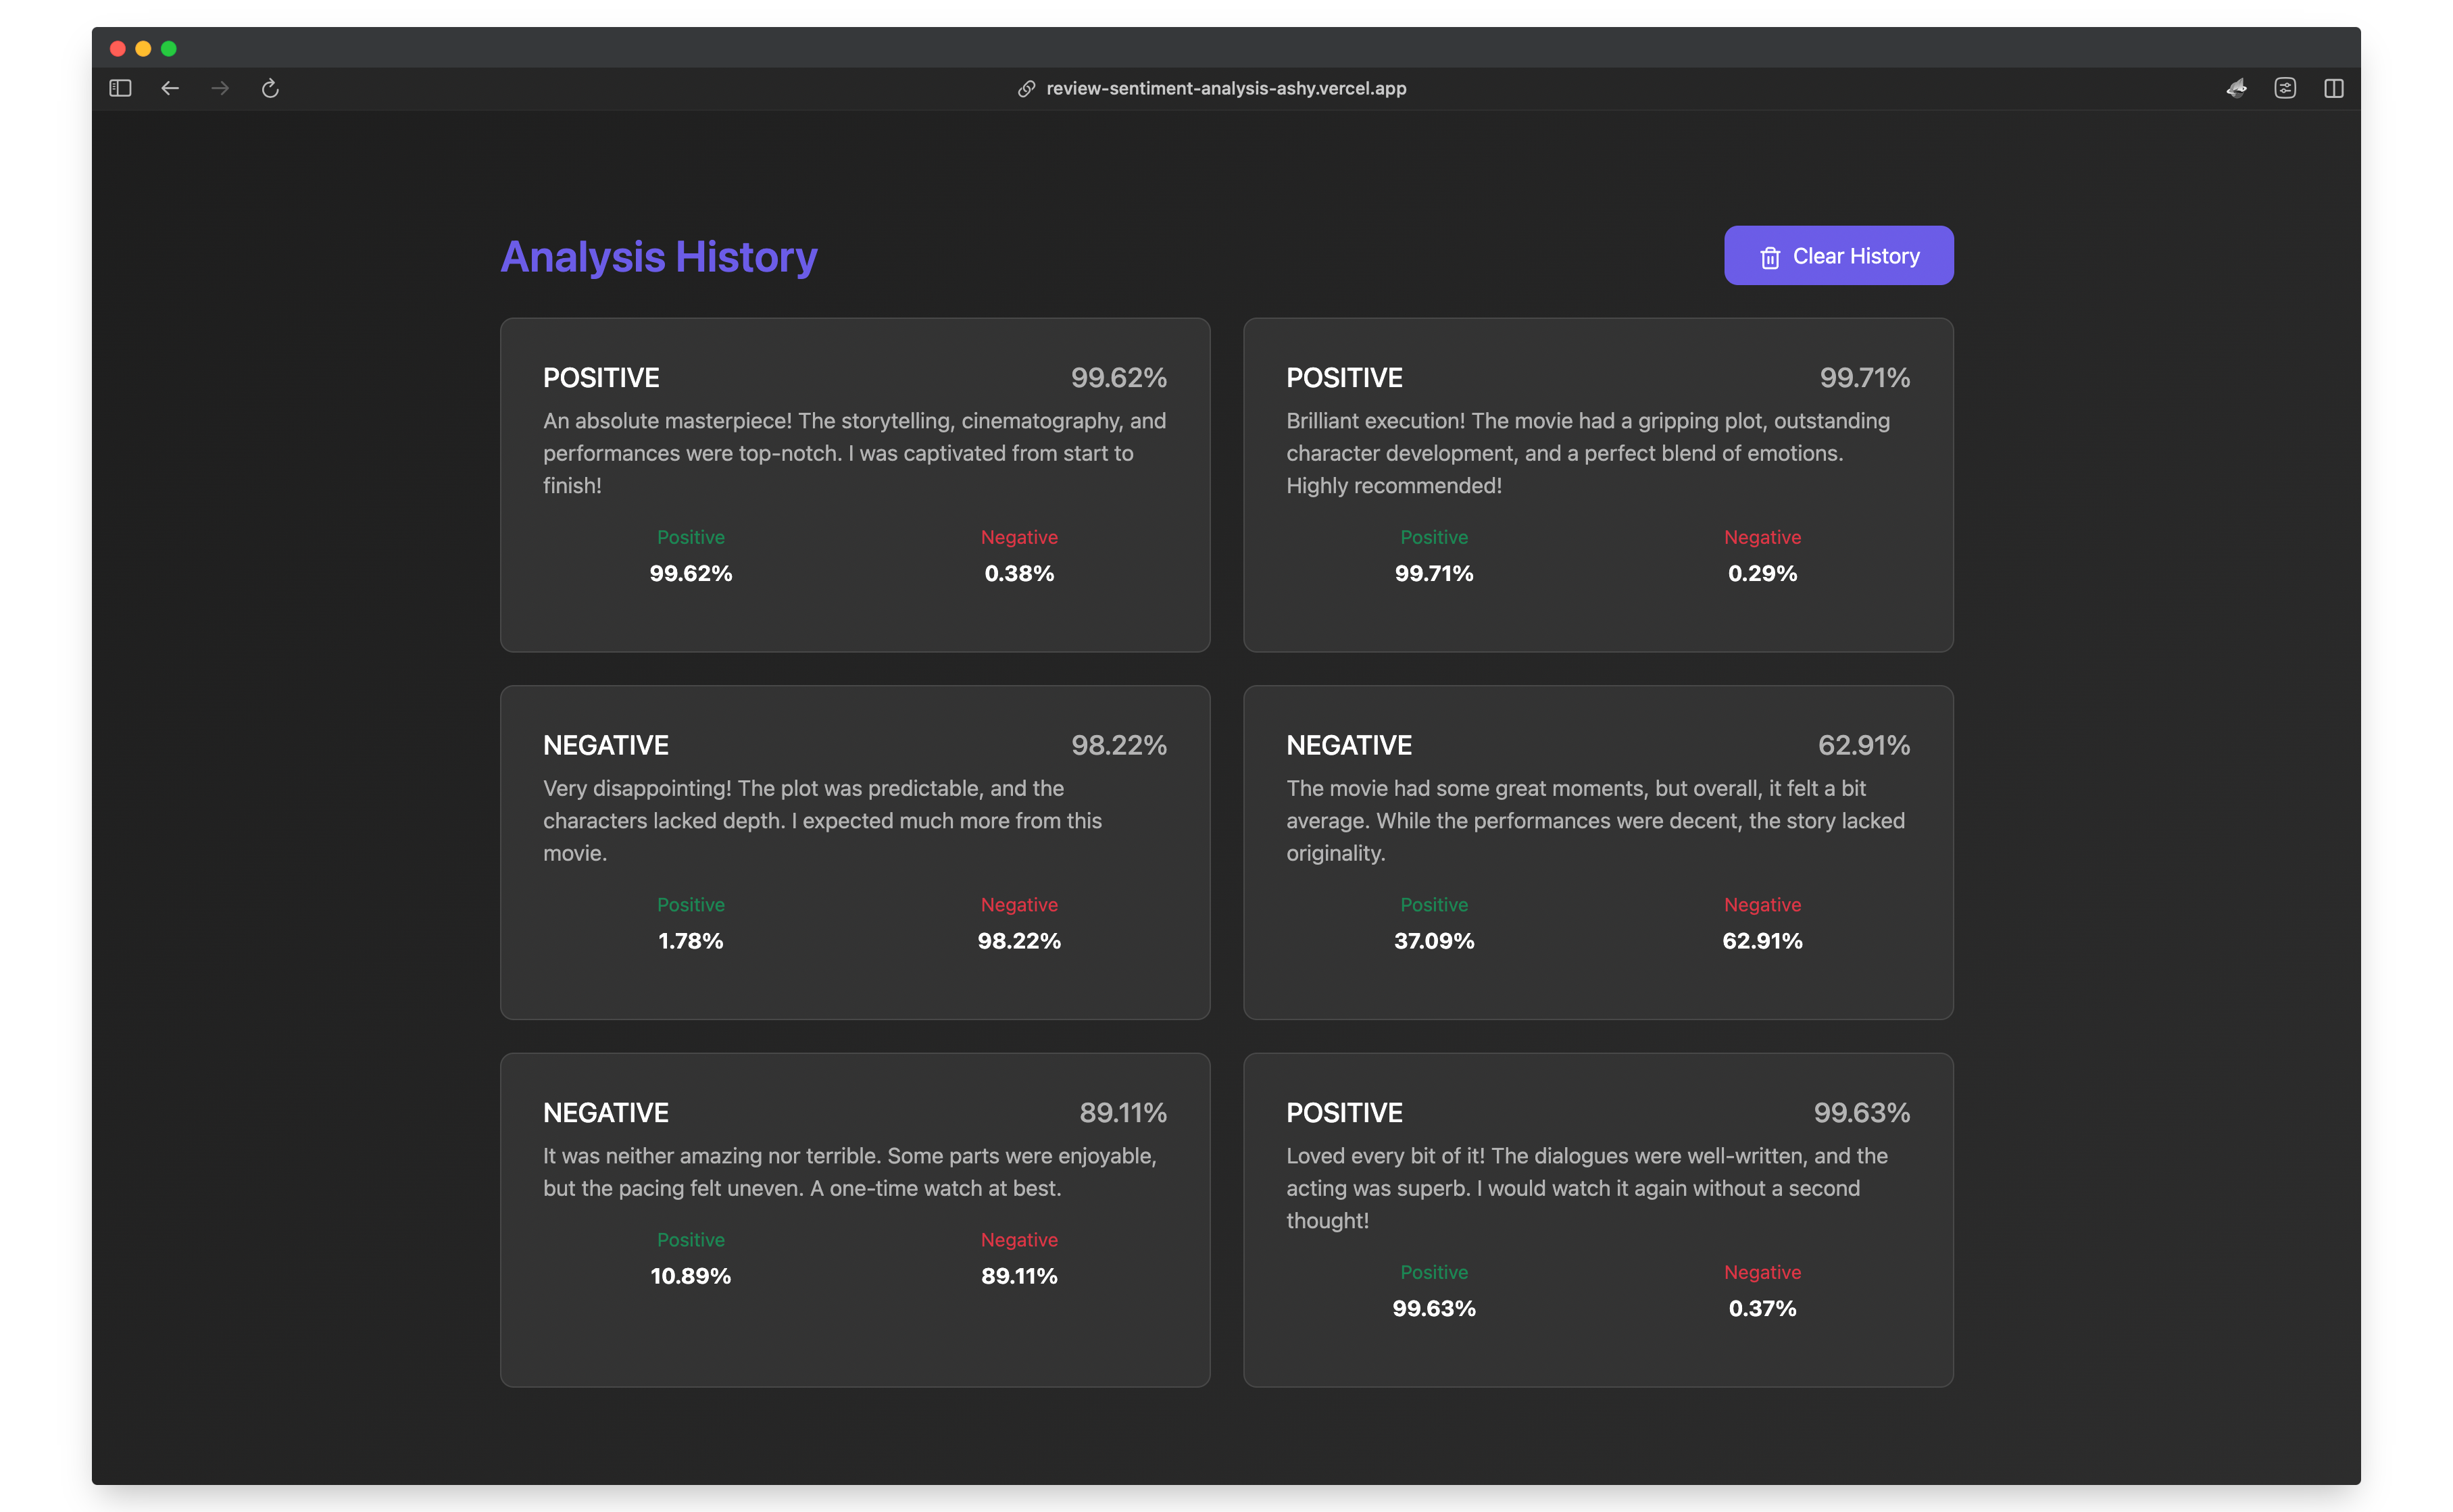 review-sentiment-analysis-ashy.vercel.app
Analysis History
Clear History
POSITIVE 99.62%
An absolute masterpiece! The storytelling, cinematography, and
performances were top-notch. I was captivated from start to
finish!
Positive Negative
99.62% 0.38%
POSITIVE 99.71%
Brilliant execution! The movie had a gripping plot, outstanding
character development, and a perfect blend of emotions.
Highly recommended!
Positive Negative
99.71% 0.29%
NEGATIVE 98.22%
Very disappointing! The plot was predictable, and the
characters lacked depth. I expected much more from this
movie.
Positive Negative
1.78% 98.22%
NEGATIVE 62.91%
The movie had some great moments, but overall, it felt a bit
average. While the performances were decent, the story lacked
originality.
Positive Negative
37.09% 62.91%
NEGATIVE 89.11%
It was neither amazing nor terrible. Some parts were enjoyable,
but the pacing felt uneven. A one-time watch at best.
Positive Negative
10.89% 89.11%
POSITIVE 99.63%
Loved every bit of it! The dialogues were well-written, and the
acting was superb. I would watch it again without a second
thought!
Positive Negative
99.63% 0.37%